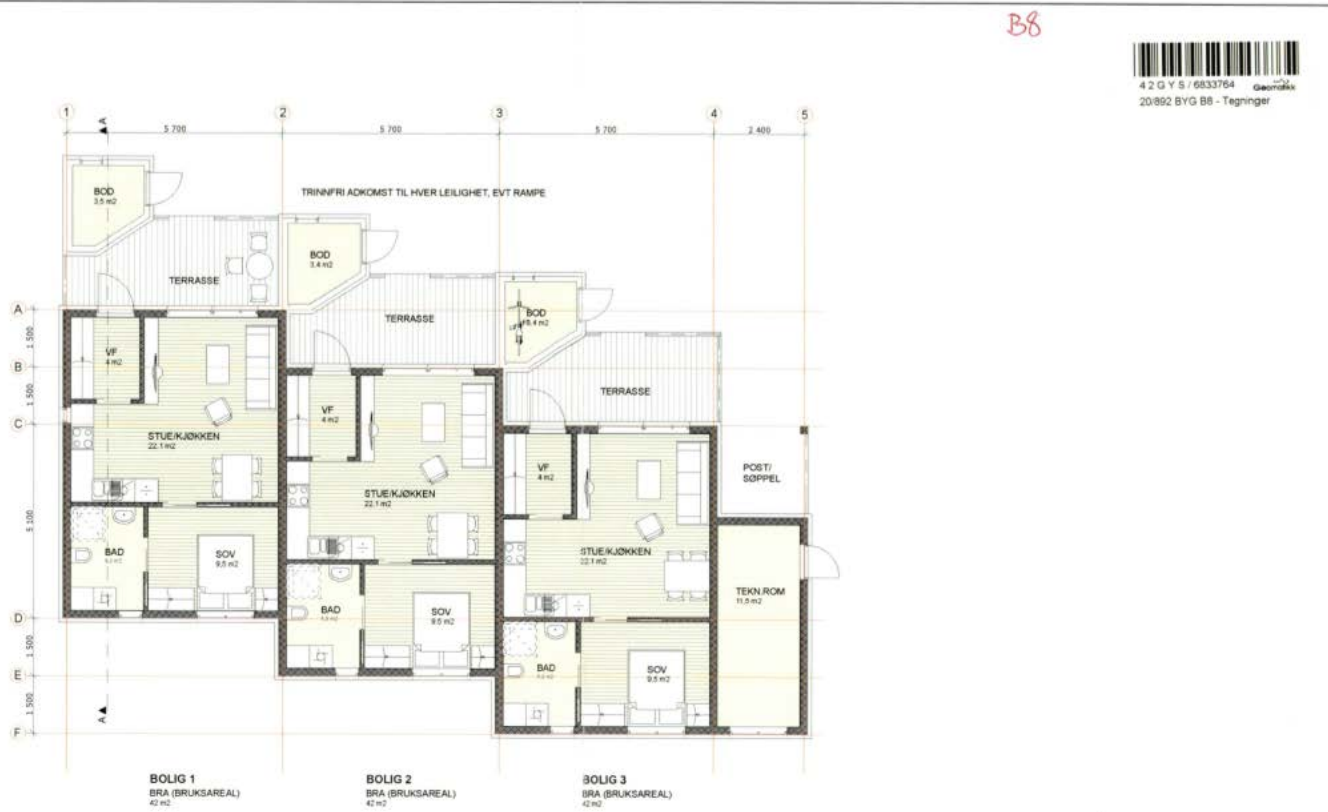 B8
42GYS/6833764 Geomatikk
20/892 BYG B8 - Tegninger
1 2 3 4 5
5 700 5 700 5 700 2 400
A
TRINNFRI ADKOMST TIL HVER LEILIGHET, EVT RAMPE
BOD
3,5 m2
BOD
3,4 m2
BOD
TERRASSE
TERRASSE
TERRASSE
A
1 500
B
1 500
C
5 100
D
1 500
E
1 500
F
VF
4 m2
STUE/KJØKKEN
22,1 m2
BAD
SOV
9,5 m2
VF
4 m2
STUE/KJØKKEN
22,1 m2
BAD
SOV
9,5 m2
VF
4 m2
STUE/KJØKKEN
22,1 m2
BAD
SOV
9,5 m2
POST/
SØPPEL
TEKN.ROM
11,5 m2
A
BOLIG 1
BRA (BRUKSAREAL)
42 m2
BOLIG 2
BRA (BRUKSAREAL)
42 m2
BOLIG 3
BRA (BRUKSAREAL)
42 m2